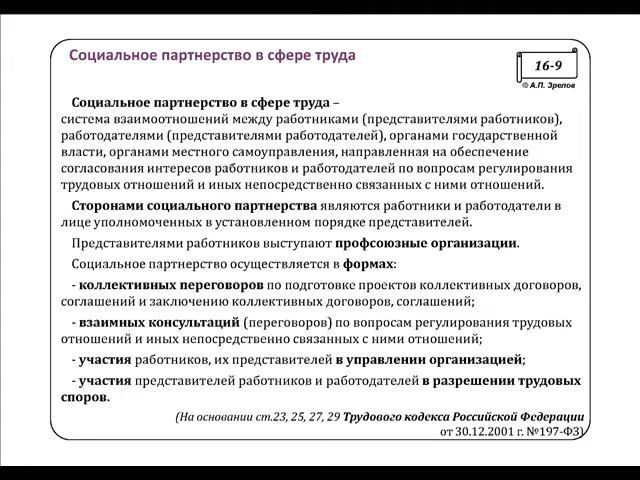 Социальное партнерство в сфере труда
16-9
© А.П. Зрелов
Социальное партнерство в сфере труда –
система взаимоотношений между работниками (представителями работников),
работодателями (представителями работодателей), органами государственной
власти, органами местного самоуправления, направленная на обеспечение
согласования интересов работников и работодателей по вопросам регулирования
трудовых отношений и иных непосредственно связанных с ними отношений.
Сторонами социального партнерства являются работники и работодатели в
лице уполномоченных в установленном порядке представителей.
Представителями работников выступают профсоюзные организации.
Социальное партнерство осуществляется в формах:
- коллективных переговоров по подготовке проектов коллективных договоров,
соглашений и заключению коллективных договоров, соглашений;
- взаимных консультаций (переговоров) по вопросам регулирования трудовых
отношений и иных непосредственно связанных с ними отношений;
- участия работников, их представителей в управлении организацией;
- участия представителей работников и работодателей в разрешении трудовых
споров.
(На основании ст.23, 25, 27, 29 Трудового кодекса Российской Федерации
от 30.12.2001 г. №197-ФЗ)